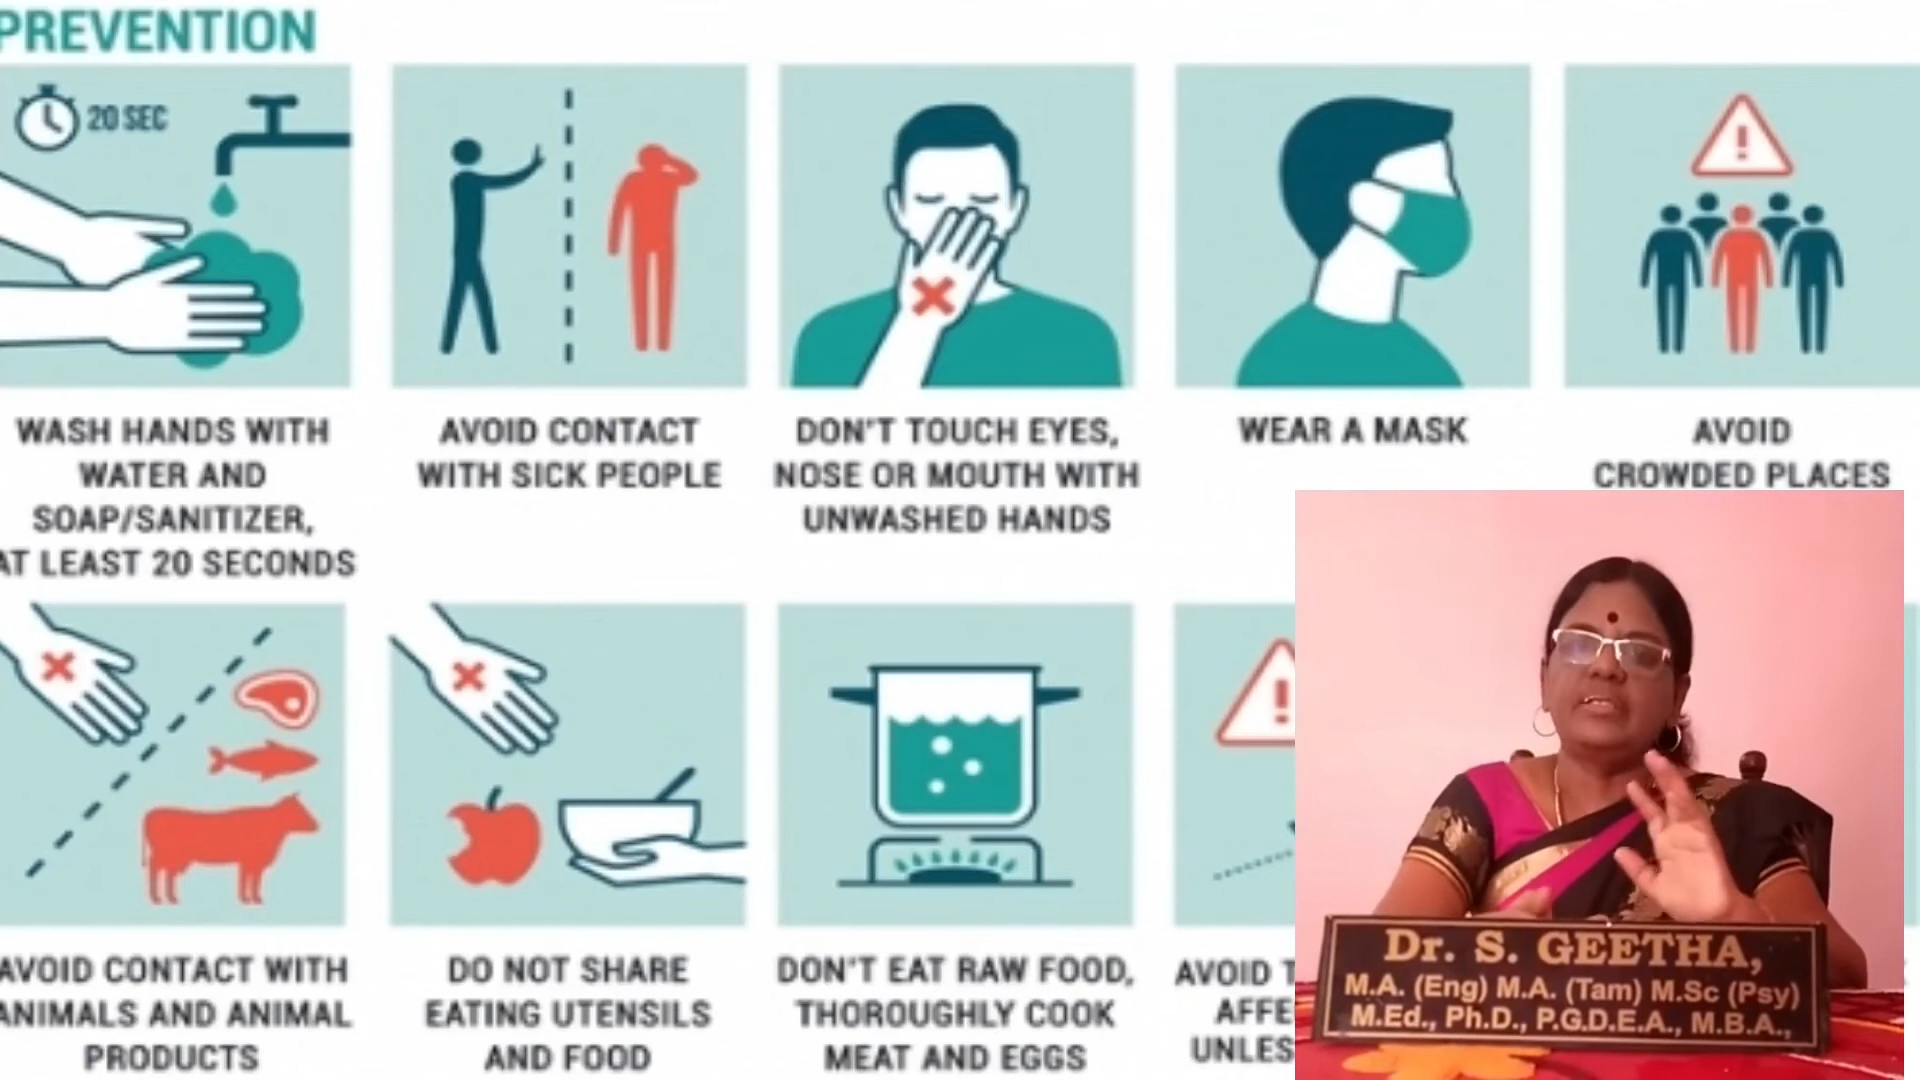 PREVENTION
20 SEC
WASH HANDS WITH
WATER AND
SOAP/SANITIZER,
AT LEAST 20 SECONDS
AVOID CONTACT
WITH SICK PEOPLE
DON'T TOUCH EYES,
NOSE OR MOUTH WITH
UNWASHED HANDS
WEAR A MASK
AVOID
CROWDED PLACES
AVOID CONTACT WITH
ANIMALS AND ANIMAL
PRODUCTS
DO NOT SHARE
EATING UTENSILS
AND FOOD
DON'T EAT RAW FOOD,
THOROUGHLY COOK
MEAT AND EGGS
AVOID
Dr. S. GEETHA,
M.A. (Eng) M.A. (Tam) M.Sc (Psy)
M.Ed., Ph.D., P.G.D.E.A., M.B.A.,